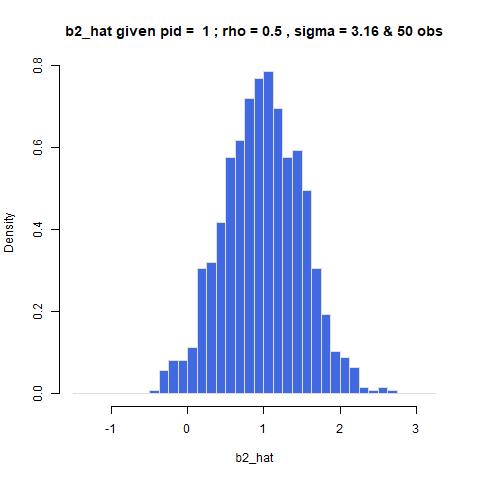 b2_hat given pid =  1 ; rho = 0.5 , sigma = 3.16 & 50 obs
Density
0.8
0.6
0.4
0.2
0.0
-1 0 1 2 3
b2_hat